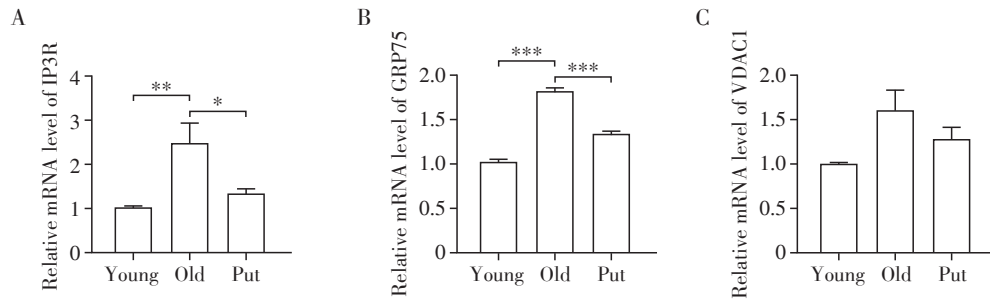 A
Relative mRNA level of IP3R
4
3
2
1
0
**
*
Young Old Put
B
Relative mRNA level of GRP75
2.0
1.5
1.0
0.5
0
***
***
Young Old Put
C
Relative mRNA level of VDAC1
2.0
1.5
1.0
0.5
0
Young Old Put